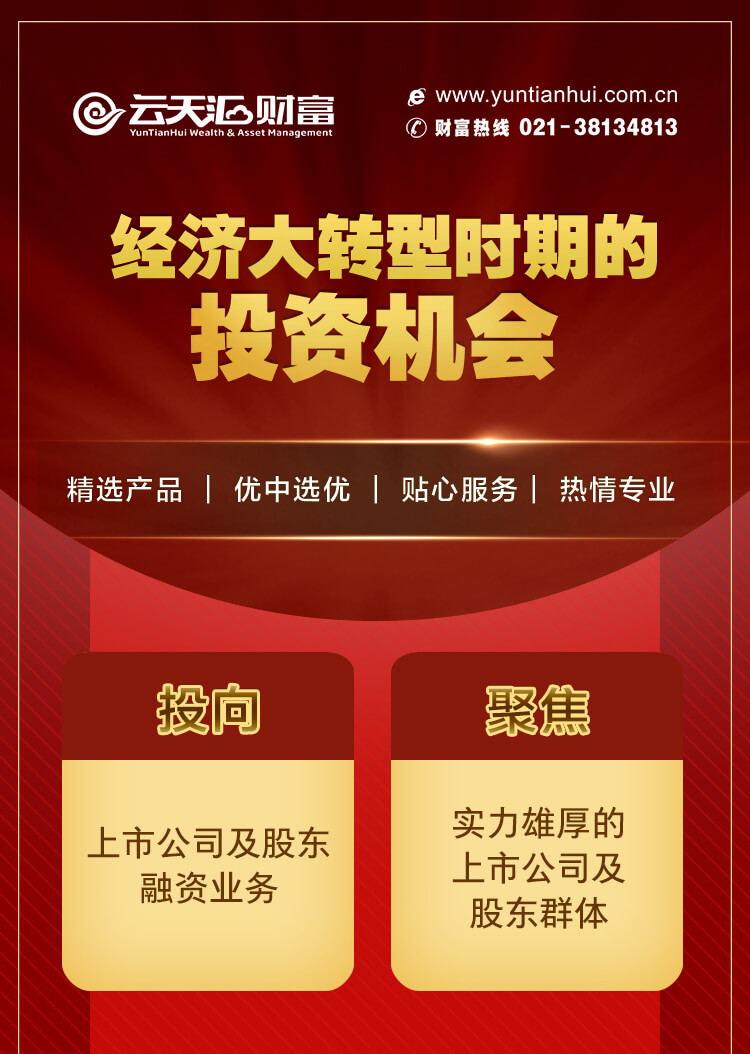 云天汇财富
YunTianHui Wealth & Asset Management
www.yuntianhui.com.cn
财富热线 021-38134813
经济大转型时期的
投资机会
精选产品 | 优中选优 | 贴心服务 | 热情专业
投向
上市公司及股东
融资业务
聚焦
实力雄厚的
上市公司及
股东群体